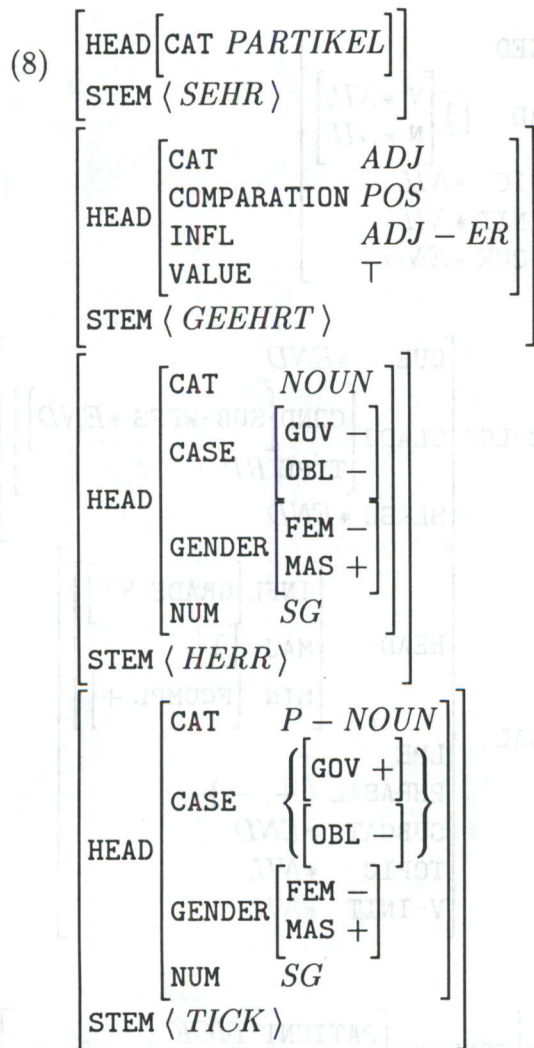 (8)
HEAD [CAT PARTIKEL]
STEM ⟨ SEHR ⟩
CAT ADJ
COMPARATION POS
HEAD INFL ADJ − ER
VALUE ⊤
STEM ⟨ GEEHRT ⟩
CAT NOUN
CASE [GOV −
OBL −]
HEAD
GENDER [FEM −
MAS +]
NUM SG
STEM ⟨ HERR ⟩
CAT P − NOUN
CASE {[GOV +]
[OBL −]}
HEAD
GENDER [FEM −
MAS +]
NUM SG
STEM ⟨ TICK ⟩